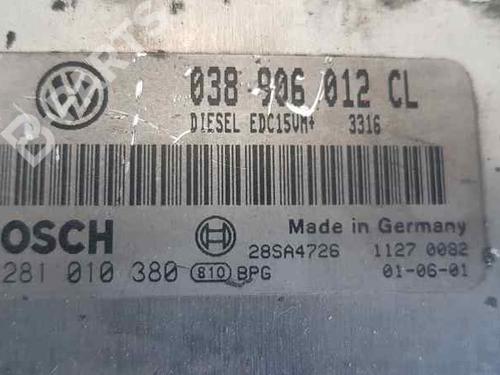 038 906 012 CL
DIESEL EDC15VM+ 3316
BOSCH
Made in Germany
28SA4726 1127 0082
281 010 380 810 BPG 01-06-01
PARTS